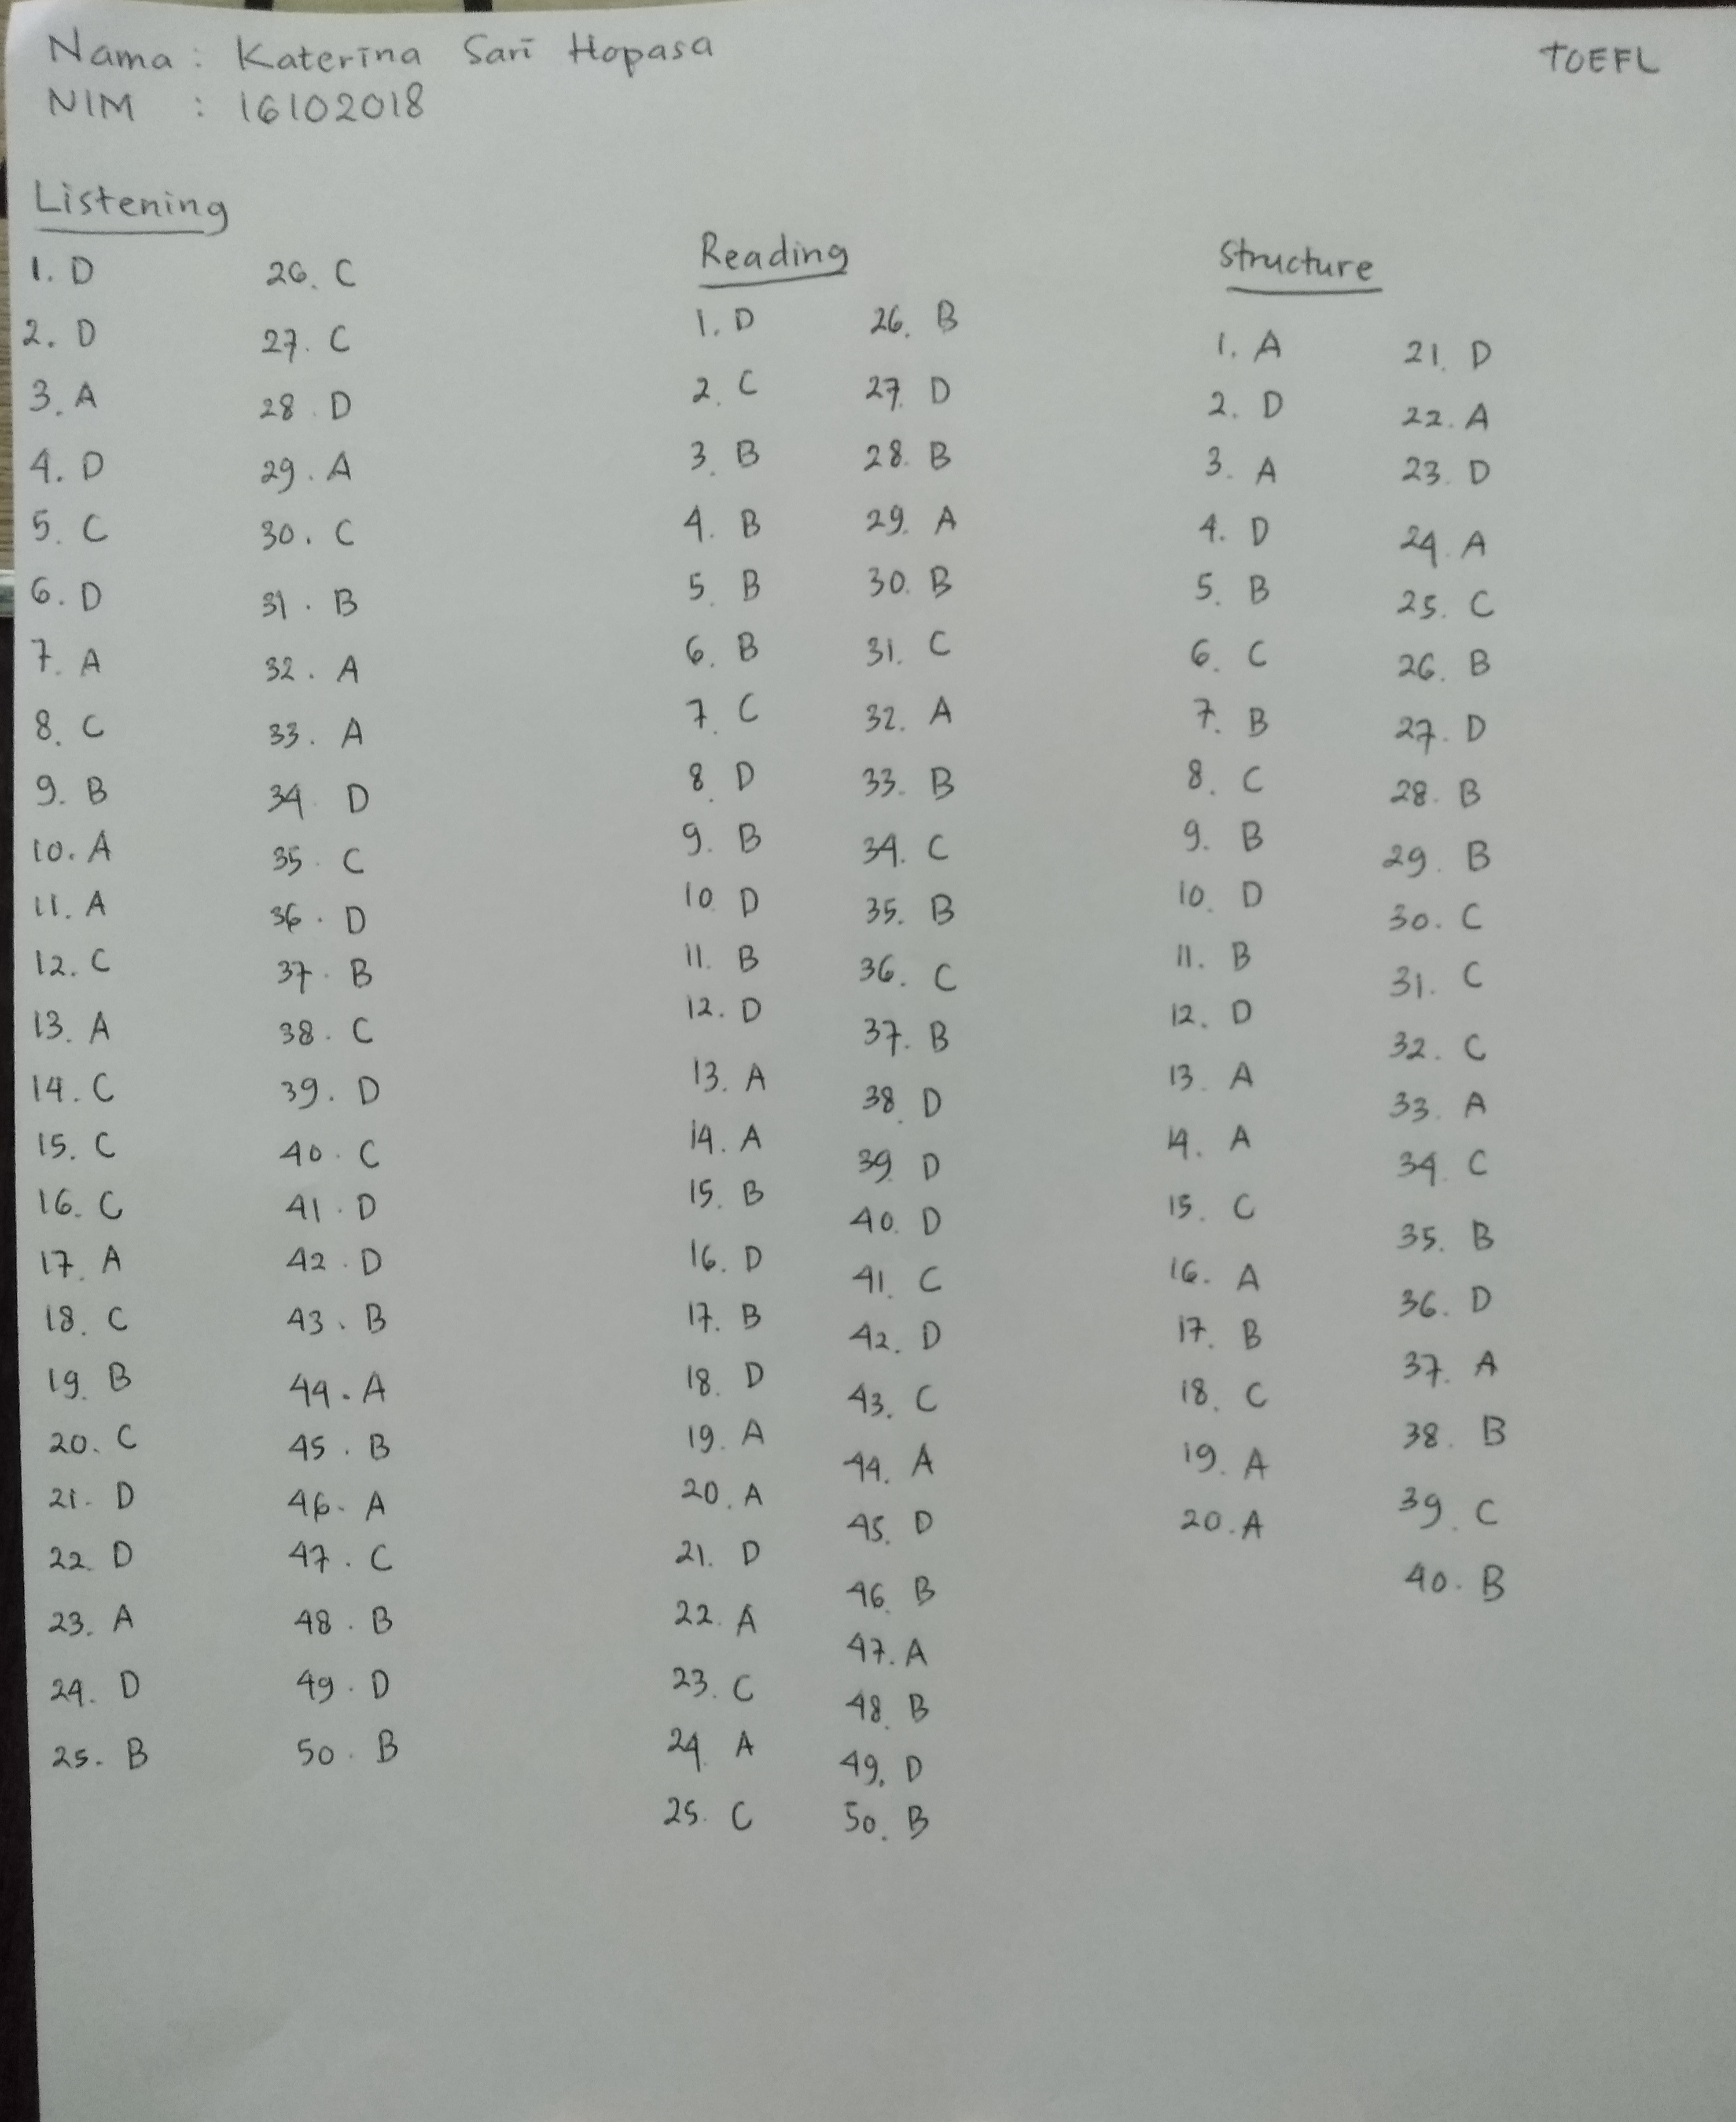 Nama : Katerina Sari Hopasa
NIM : 16102018
TOEFL
Listening
1. D
2. D
3. A
4. D
5. C
6. D
7. A
8. C
9. B
10. A
11. A
12. C
13. A
14. C
15. C
16. C
17. A
18. C
19. B
20. C
21. D
22. D
23. A
24. D
25. B
26. C
27. C
28. D
29. A
30. C
31. B
32. A
33. A
34. D
35. C
36. D
37. B
38. C
39. D
40. C
41. D
42. D
43. B
44. A
45. B
46. A
47. C
48. B
49. D
50. B
Reading
1. D
2. C
3. B
4. B
5. B
6. B
7. C
8. D
9. B
10. D
11. B
12. D
13. A
14. A
15. B
16. D
17. B
18. D
19. A
20. A
21. D
22. A
23. C
24. A
25. C
26. B
27. D
28. B
29. A
30. B
31. C
32. A
33. B
34. C
35. B
36. C
37. B
38. D
39. D
40. D
41. C
42. D
43. C
44. A
45. D
46. B
47. A
48. B
49. D
50. B
Structure
1. A
2. D
3. A
4. D
5. B
6. C
7. B
8. C
9. B
10. D
11. B
12. D
13. A
14. A
15. C
16. A
17. B
18. C
19. A
20. A
21. D
22. A
23. D
24. A
25. C
26. B
27. D
28. B
29. B
30. C
31. C
32. C
33. A
34. C
35. B
36. D
37. A
38. B
39. C
40. B